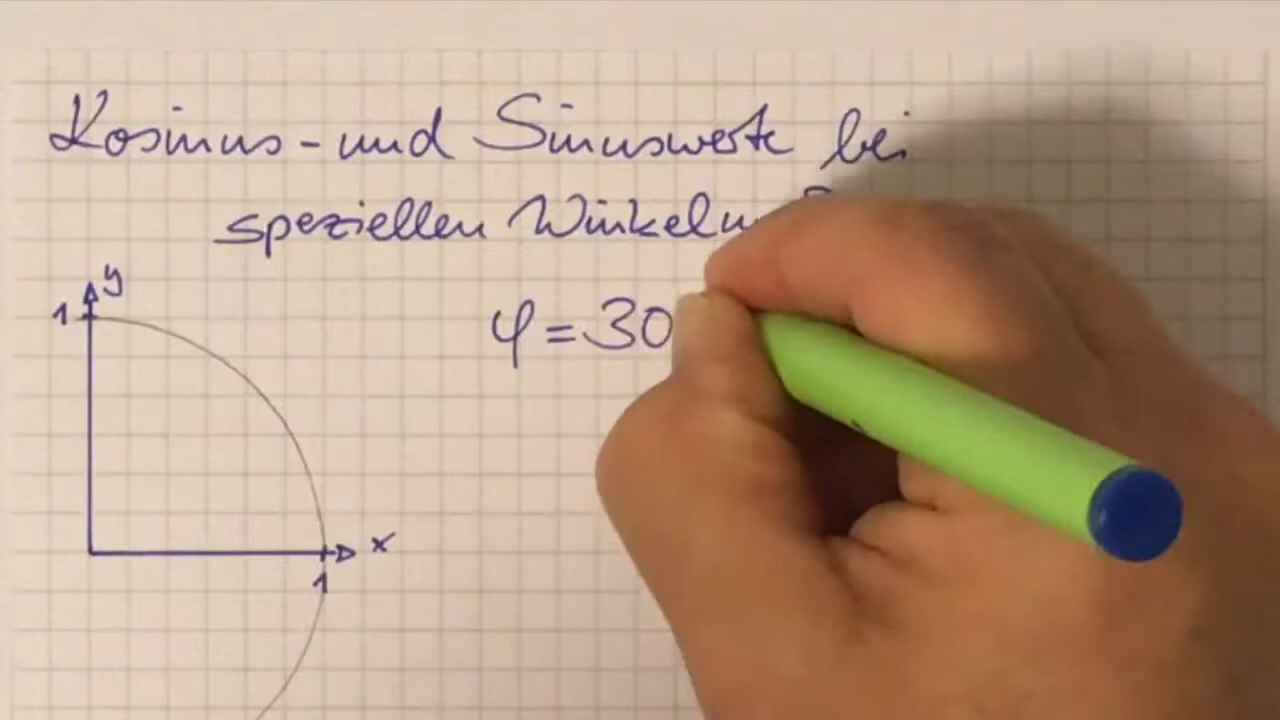 Kosinus- und Sinuswerte bei
speziellen Winkeln
y
1
φ=30
x
1